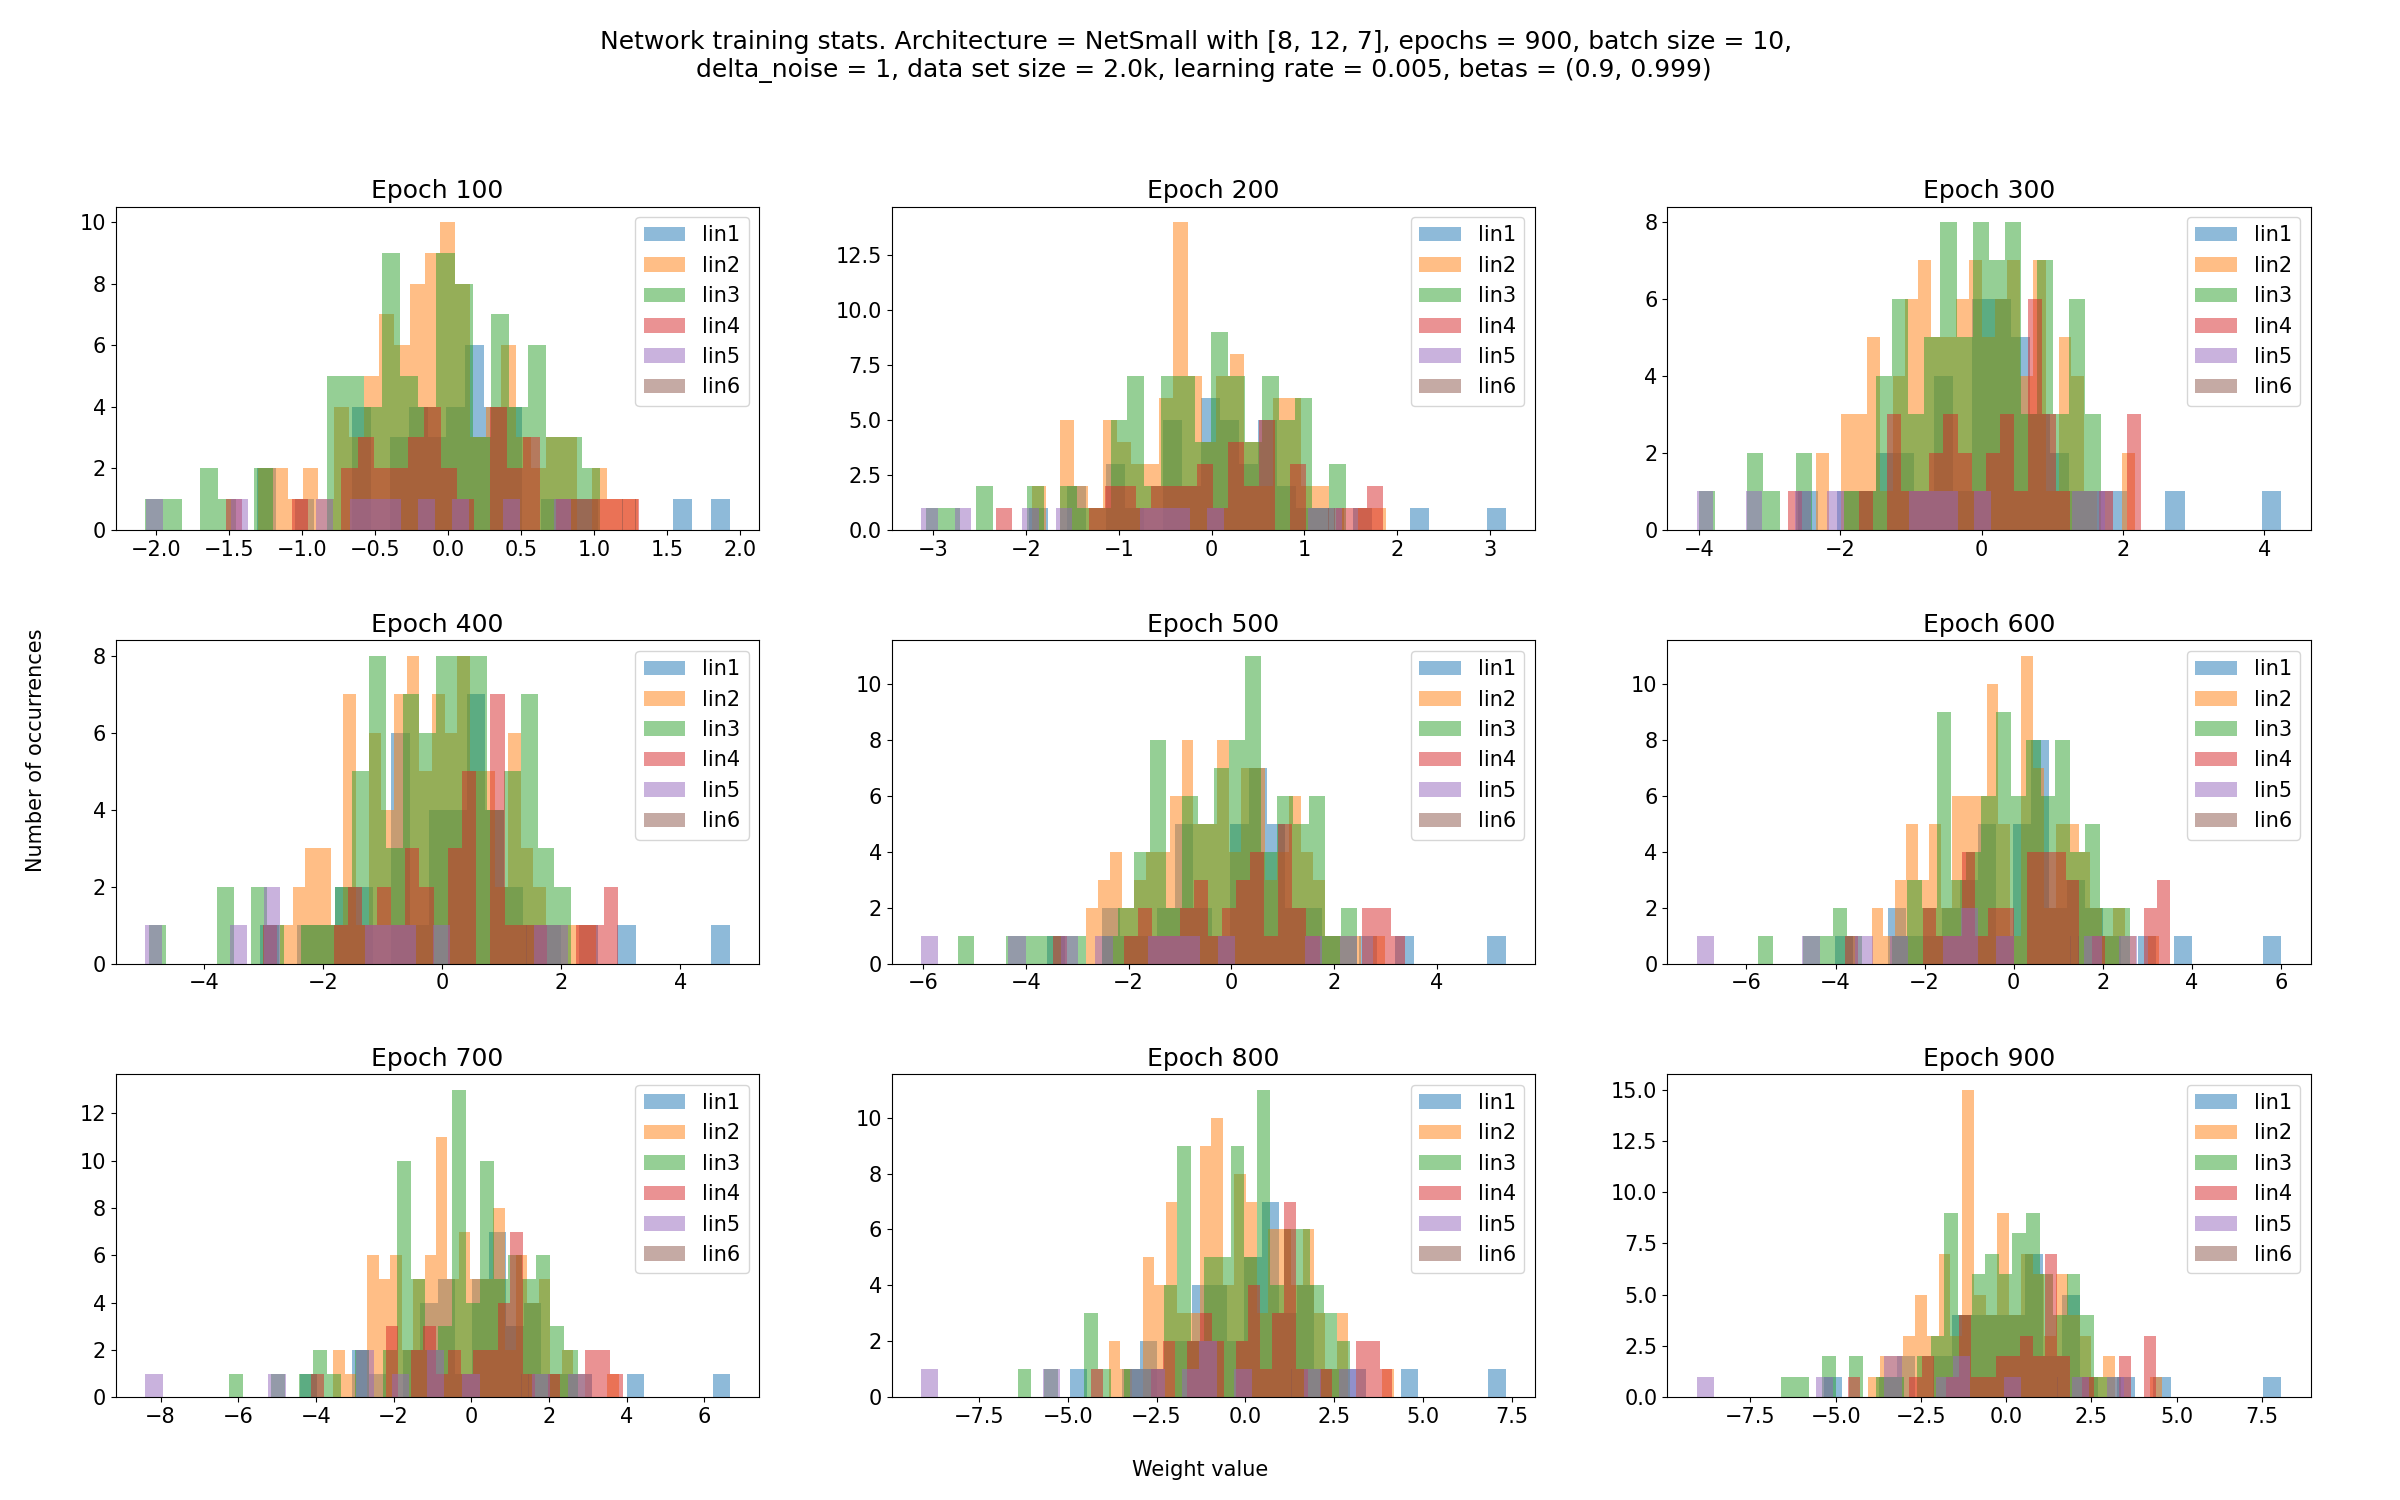 Network training stats. Architecture = NetSmall with [8, 12, 7], epochs = 900, batch size = 10,
delta_noise = 1, data set size = 2.0k, learning rate = 0.005, betas = (0.9, 0.999)
Epoch 100
10
8
6
4
2
0
−2.0 −1.5 −1.0 −0.5 0.0 0.5 1.0 1.5 2.0
lin1
lin2
lin3
lin4
lin5
lin6
Epoch 200
12.5
10.0
7.5
5.0
2.5
0.0
−3 −2 −1 0 1 2 3
lin1
lin2
lin3
lin4
lin5
lin6
Epoch 300
8
6
4
2
0
−4 −2 0 2 4
lin1
lin2
lin3
lin4
lin5
lin6
Number of occurrences
Epoch 400
8
6
4
2
0
−4 −2 0 2 4
lin1
lin2
lin3
lin4
lin5
lin6
Epoch 500
10
8
6
4
2
0
−6 −4 −2 0 2 4
lin1
lin2
lin3
lin4
lin5
lin6
Epoch 600
10
8
6
4
2
0
−6 −4 −2 0 2 4 6
lin1
lin2
lin3
lin4
lin5
lin6
Epoch 700
12
10
8
6
4
2
0
−8 −6 −4 −2 0 2 4 6
lin1
lin2
lin3
lin4
lin5
lin6
Epoch 800
10
8
6
4
2
0
−7.5 −5.0 −2.5 0.0 2.5 5.0 7.5
lin1
lin2
lin3
lin4
lin5
lin6
Epoch 900
15.0
12.5
10.0
7.5
5.0
2.5
0.0
−7.5 −5.0 −2.5 0.0 2.5 5.0 7.5
lin1
lin2
lin3
lin4
lin5
lin6
Weight value